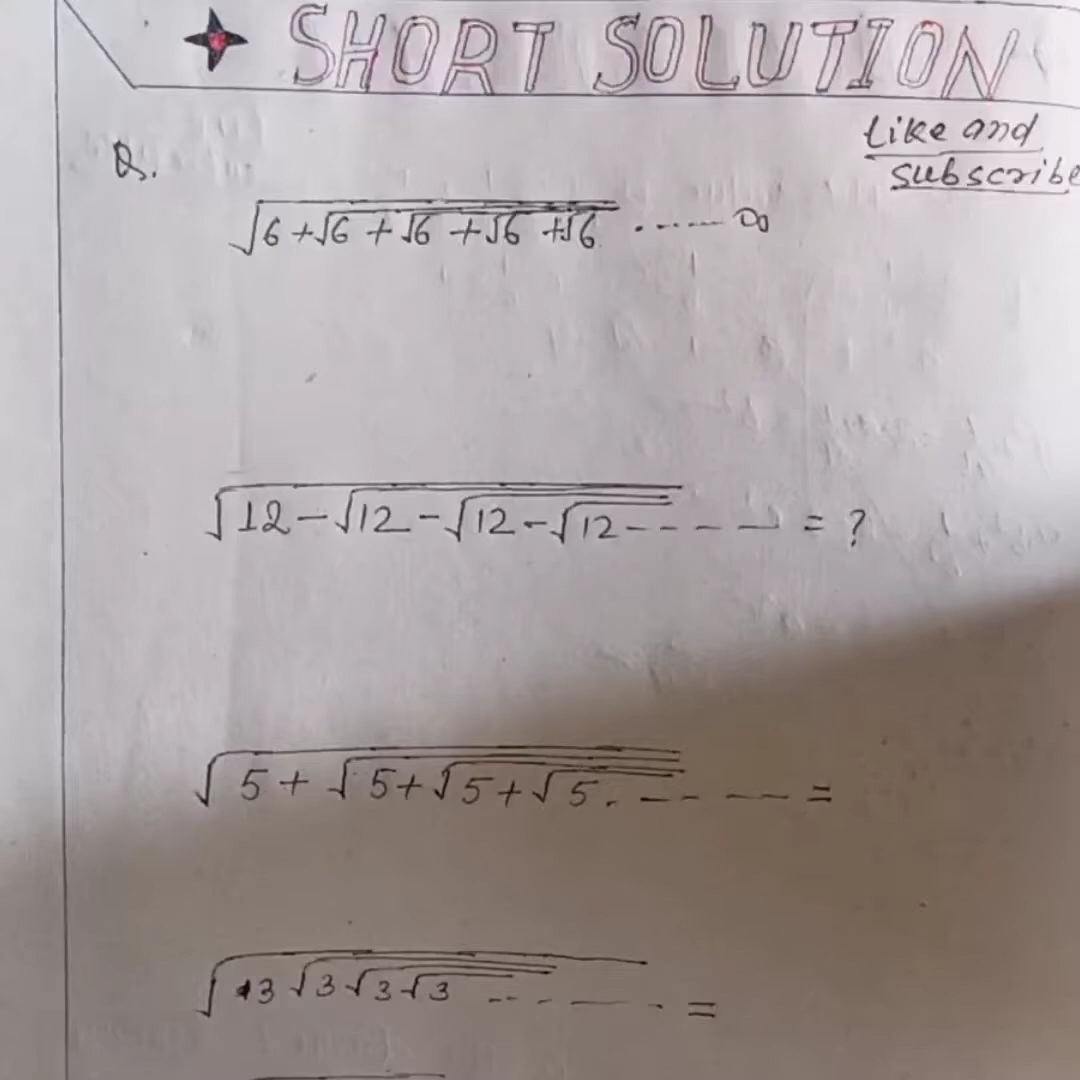 SHORT SOLUTION
Like and
subscribe
Q.
√6+√6+√6+√6+√6 ...... ∞
√12-√12-√12-√12---- = ?
√5+√5+√5+√5.----- =
√3√3√3√3 ------ =